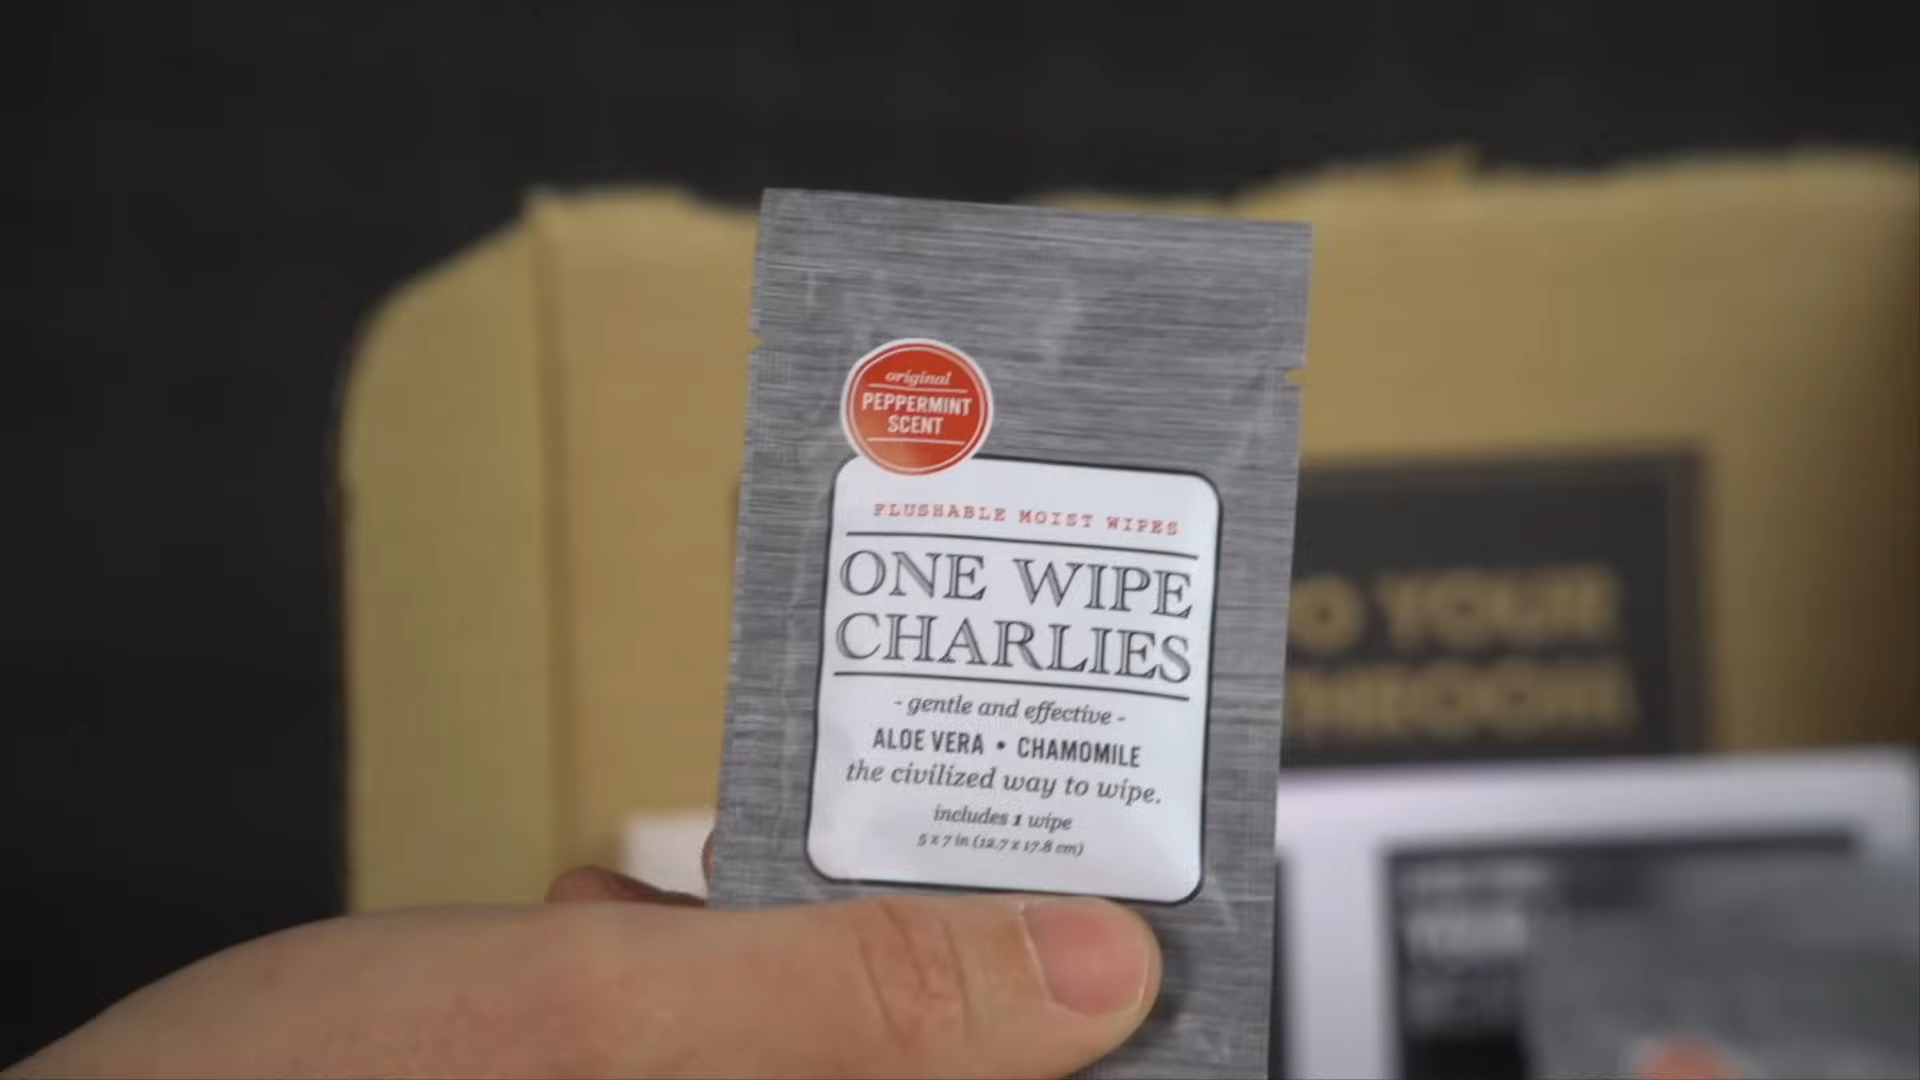 original
PEPPERMINT
SCENT
FLUSHABLE MOIST WIPES
ONE WIPE
CHARLIES
- gentle and effective -
ALOE VERA • CHAMOMILE
the civilized way to wipe.
includes 1 wipe
5 x 7 in (12.7 x 17.8 cm)
YOUR